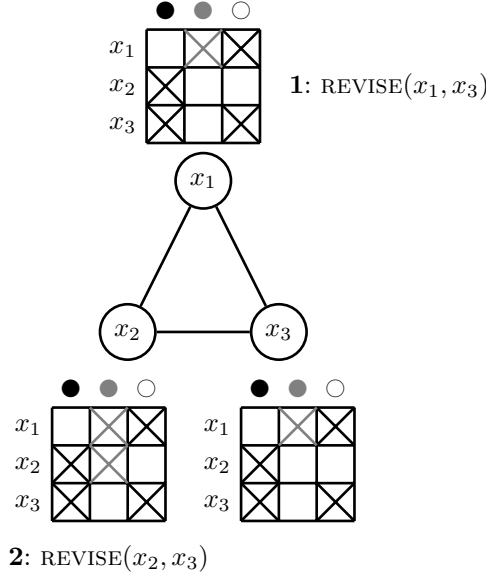 x₁
x₂
x₃
1: REVISE(x₁, x₃)
x₁
x₂
x₃
x₁
x₂
x₃
x₁
x₂
x₃
2: REVISE(x₂, x₃)